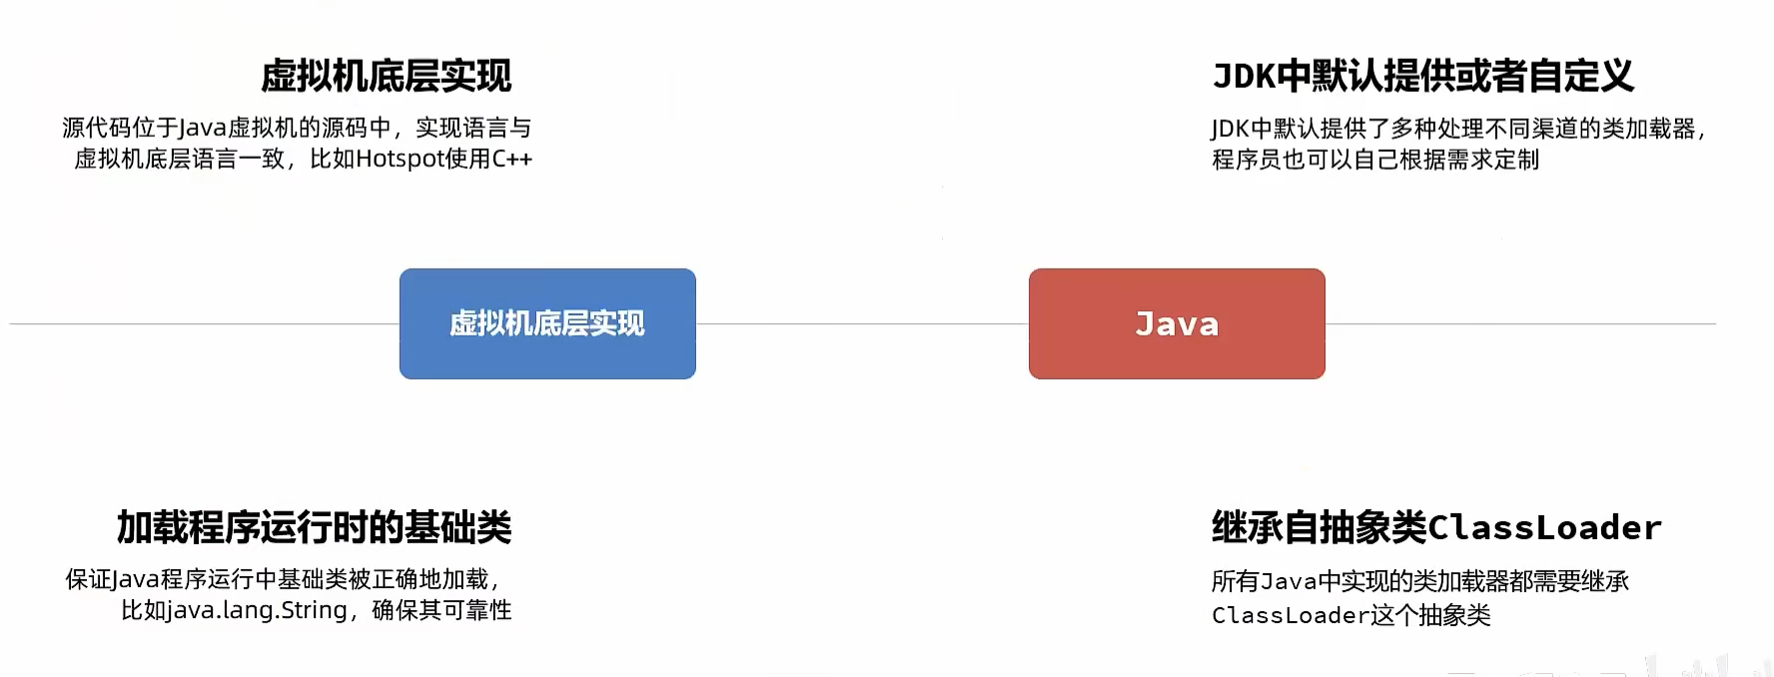 虚拟机底层实现
源代码位于Java虚拟机的源码中，实现语言与
虚拟机底层语言一致，比如Hotspot使用C++
JDK中默认提供或者自定义
JDK中默认提供了多种处理不同渠道的类加载器，
程序员也可以自己根据需求定制
虚拟机底层实现
Java
加载程序运行时的基础类
保证Java程序运行中基础类被正确地加载，
比如java.lang.String，确保其可靠性
继承自抽象类ClassLoader
所有Java中实现的类加载器都需要继承
ClassLoader这个抽象类